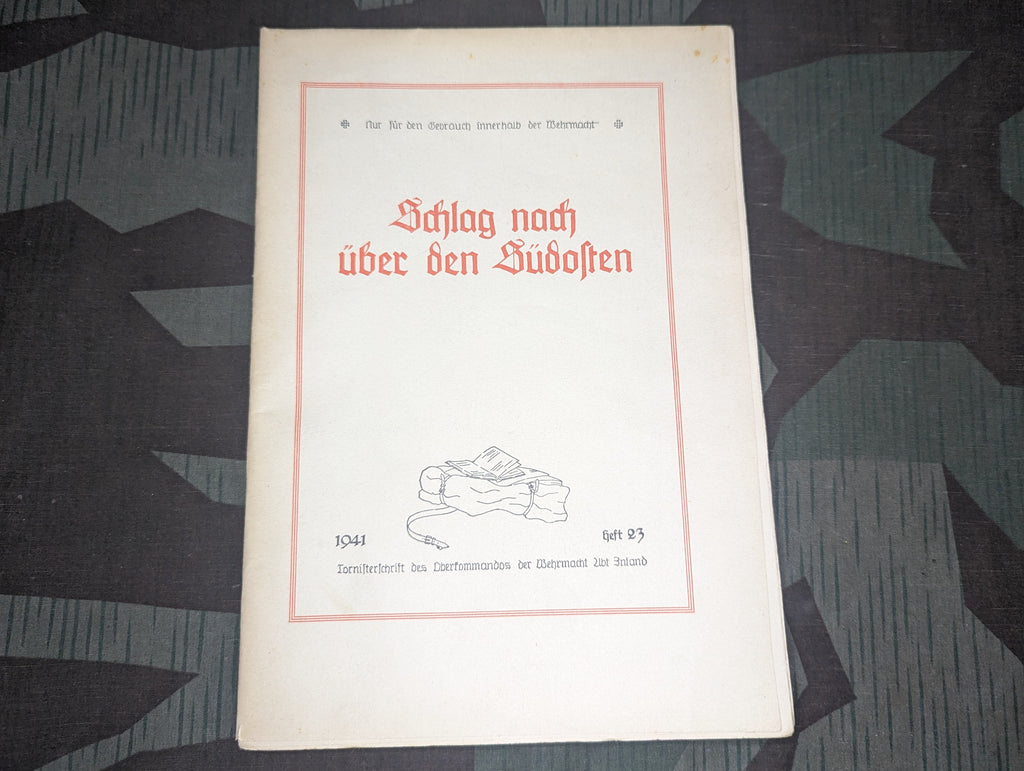 Nur für den Gebrauch innerhalb der Wehrmacht
Schlag nach
über den Südosten
1941
Heft 23
Tornisterschrift des Oberkommandos der Wehrmacht Abt Inland